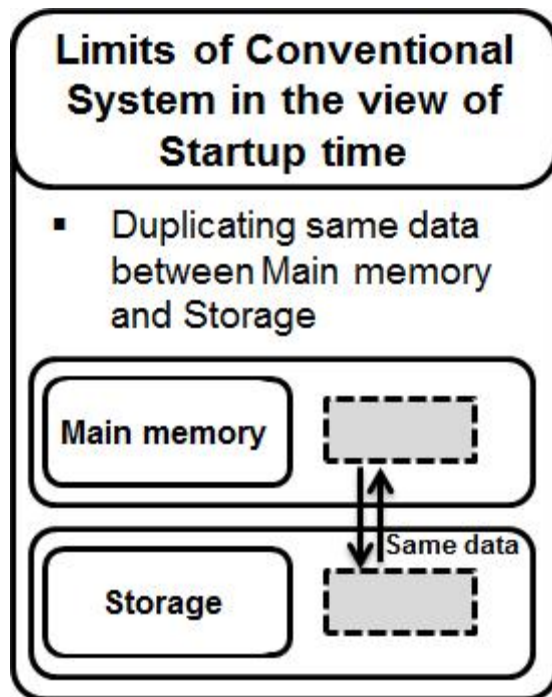 Limits of Conventional
System in the view of
Startup time
▪ Duplicating same data
between Main memory
and Storage
Main memory
Same data
Storage